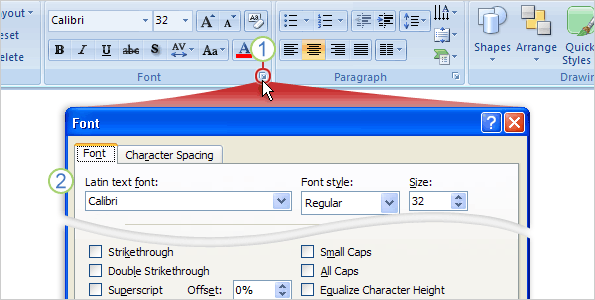 ayout
Calibri 32 A A
eset
B I U S abc AV Aa A 1
elete
Font Paragraph
Shapes Arrange Quick Styles
Drawin
Font
Font Character Spacing
2
Latin text font: Font style: Size:
Calibri Regular 32
Strikethrough Small Caps
Double Strikethrough All Caps
Superscript Offset: 0% Equalize Character Height